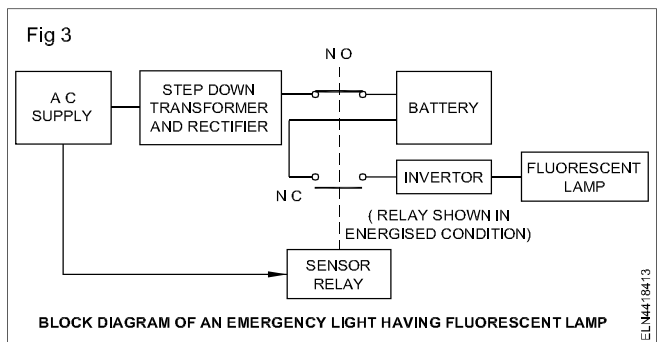 Fig 3
N O
A C
SUPPLY
STEP DOWN
TRANSFORMER
AND RECTIFIER
BATTERY
N C
INVERTOR
FLUORESCENT
LAMP
( RELAY SHOWN IN
ENERGISED CONDITION)
SENSOR
RELAY
BLOCK DIAGRAM OF AN EMERGENCY LIGHT HAVING FLUORESCENT LAMP
ELN4418413